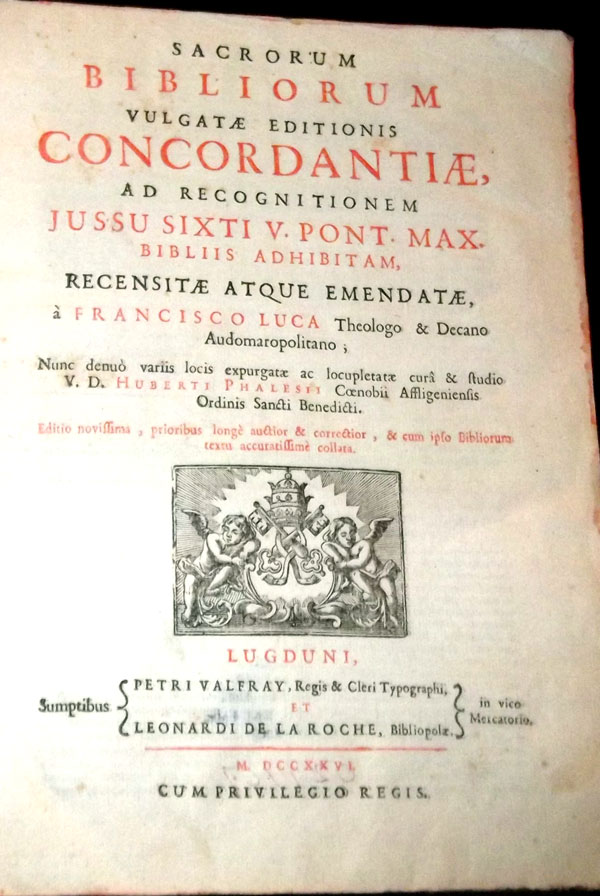 SACRORUM
BIBLIORUM
VULGATÆ EDITIONIS
CONCORDANTIÆ,
AD RECOGNITIONEM
JUSSU SIXTI V. PONT. MAX.
BIBLIIS ADHIBITAM,
RECENSITÆ ATQUE EMENDATÆ,
à FRANCISCO LUCA Theologo & Decano
Audomaropolitano ;
Nunc denuò variis locis expurgatæ ac locupletatæ curâ & ſtudio
V. D. HUBERTI PHALESII Cœnobii Affligenienſis
Ordinis Sancti Benedicti.
Editio noviſſima , prioribus longè auctior & correctior , & cum ipſo Bibliorum
textu accuratiſſimè collata.
LUGDUNI,
Sumptibus { PETRI VALFRAY, Regis & Cleri Typographi,
ET
LEONARDI DE LA ROCHE, Bibliopolæ. } in vico
Mercatorio.
M. DCCXXVI.
CUM PRIVILEGIO REGIS.